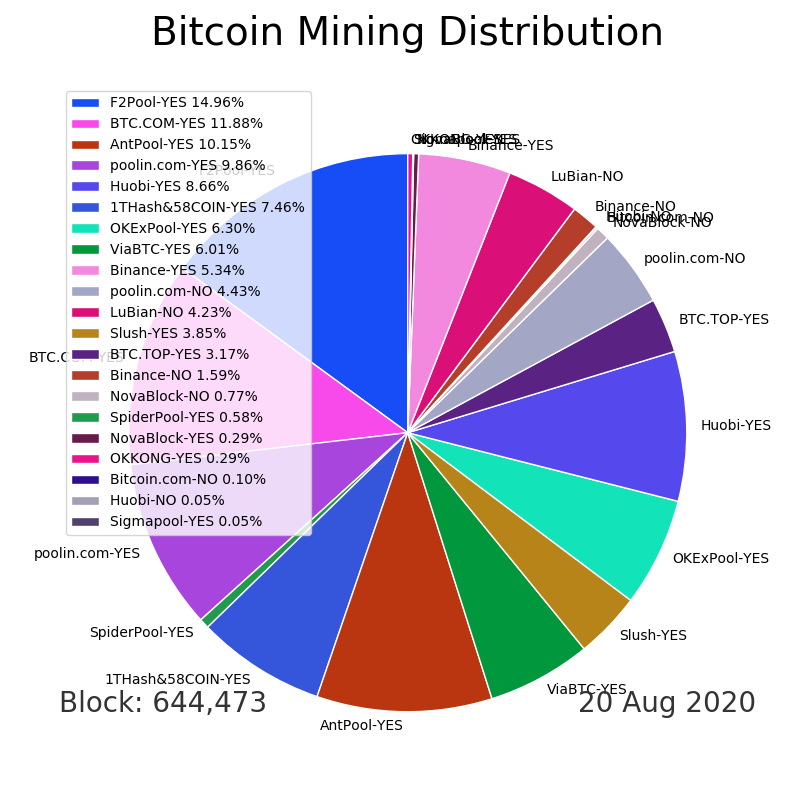 Bitcoin Mining Distribution
F2Pool-YES 14.96%
BTC.COM-YES 11.88%
AntPool-YES 10.15%
poolin.com-YES 9.86%
Huobi-YES 8.66%
1THash&58COIN-YES 7.46%
OKExPool-YES 6.30%
ViaBTC-YES 6.01%
Binance-YES 5.34%
poolin.com-NO 4.43%
LuBian-NO 4.23%
Slush-YES 3.85%
BTC.TOP-YES 3.17%
Binance-NO 1.59%
NovaBlock-NO 0.77%
SpiderPool-YES 0.58%
NovaBlock-YES 0.29%
OKKONG-YES 0.29%
Bitcoin.com-NO 0.10%
Huobi-NO 0.05%
Sigmapool-YES 0.05%
Binance-YES
LuBian-NO
Binance-NO
NovaBlock-NO
poolin.com-NO
BTC.TOP-YES
Huobi-YES
OKExPool-YES
Slush-YES
ViaBTC-YES
AntPool-YES
1THash&58COIN-YES
SpiderPool-YES
poolin.com-YES
BTC.COM-YES
F2Pool-YES
Block: 644,473
20 Aug 2020